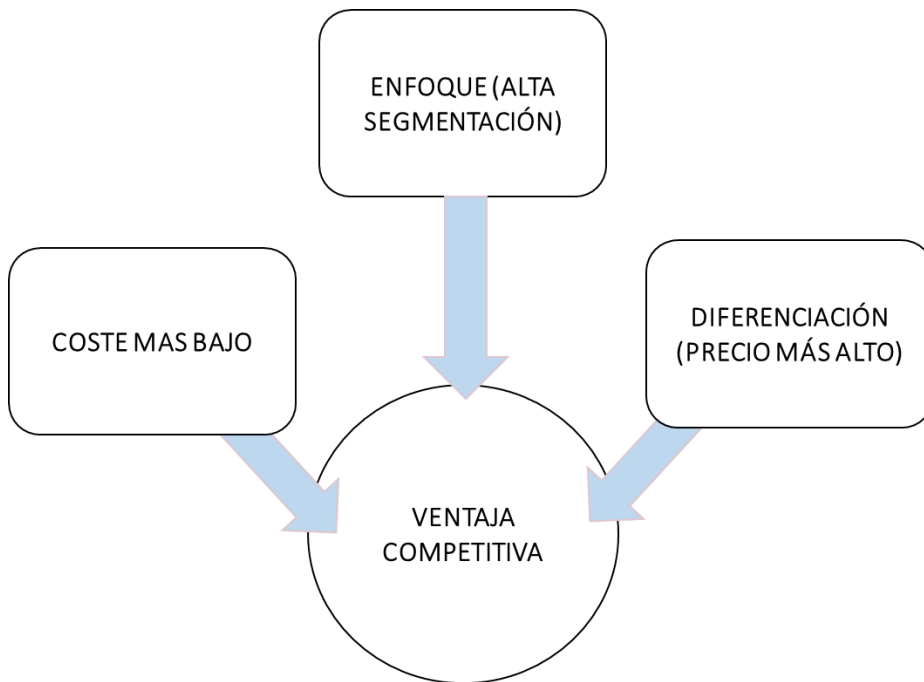 ENFOQUE (ALTA
SEGMENTACIÓN)
COSTE MAS BAJO
DIFERENCIACIÓN
(PRECIO MÁS ALTO)
VENTAJA
COMPETITIVA